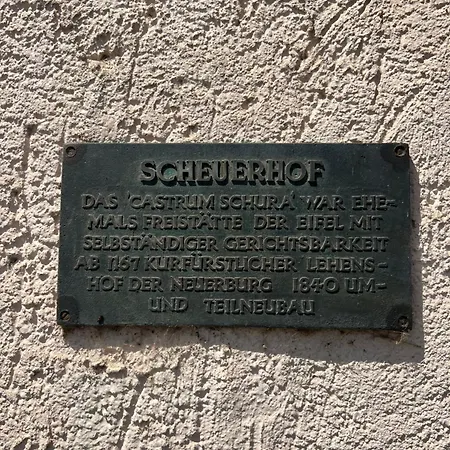 SCHEUERHOF
DAS 'CASTRUM SCHURA' WAR EHE-
MALS FREISTÄTTE DER EIFEL MIT
SELBSTÄNDIGER GERICHTSBARKEIT
AB 1167 KURFÜRSTLICHER LEHENS-
HOF DER NEUERBURG 1840 UM-
UND TEILNEUBAU